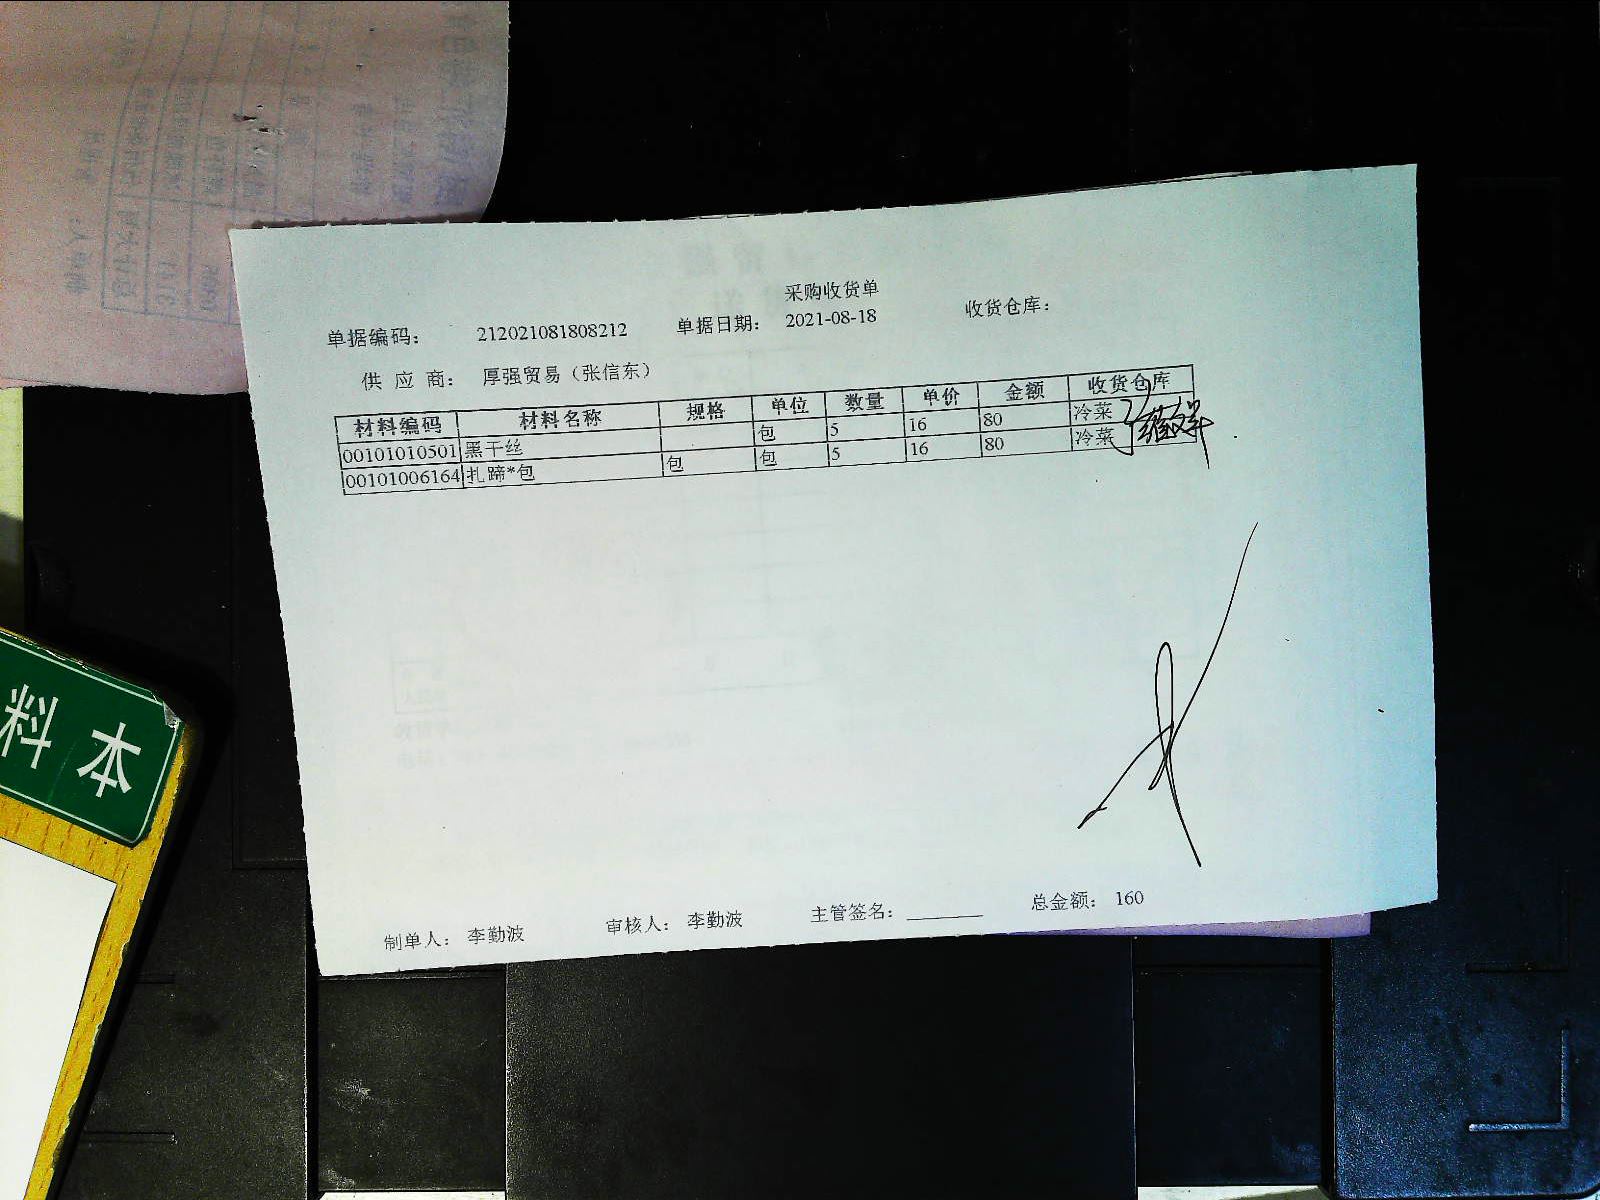 采购收货单
单据编码： 212021081808212 单据日期： 2021-08-18 收货仓库：
供 应 商： 厚强贸易（张信东）
材料编码 材料名称 规格 单位 数量 单价 金额 收货仓库
00101010501 黑干丝 包 5 16 80 冷菜
00101006164 扎蹄*包 包 包 5 16 80 冷菜
制单人： 李勤波 审核人： 李勤波 主管签名： 总金额： 160
本料